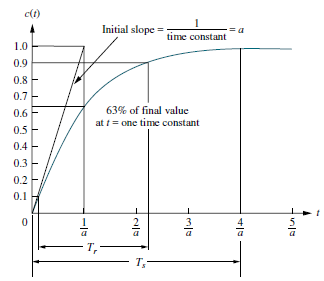 c(t)
Initial slope = 1 / time constant = a
1.0
0.9
0.8
0.7
0.6
0.5
0.4
0.3
0.2
0.1
0
63% of final value
at t = one time constant
1/a
2/a
3/a
4/a
5/a
t
Tr
Ts